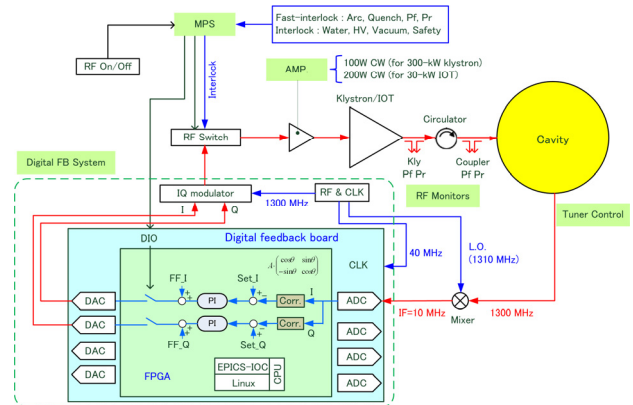 MPS
Fast-interlock : Arc, Quench, Pf, Pr
Interlock : Water, HV, Vacuum, Safety
RF On/Off
Interlock
AMP
100W CW (for 300-kW klystron)
200W CW (for 30-kW IOT)
Klystron/IOT
Circulator
RF Switch
Cavity
Kly
Pf Pr
Coupler
Pf Pr
Digital FB System
RF Monitors
Tuner Control
IQ modulator
RF & CLK
1300 MHz
I
Q
40 MHz
L.O.
(1310 MHz)
Digital feedback board
DIO
CLK
A·( cosθ sinθ
−sinθ cosθ )
FF_I
Set_I
I
DAC
+
+
PI
+
−
Corr.
ADC
IF=10 MHz
Mixer
1300 MHz
DAC
+
+
PI
+
−
Corr.
Q
ADC
FF_Q
Set_Q
DAC
ADC
EPICS-IOC
Linux
CPU
DAC
FPGA
ADC